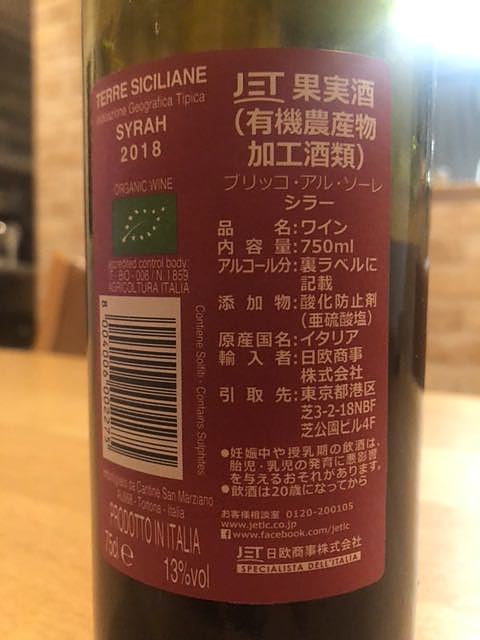 TERRE SICILIANE
Indicazione Geografica Tipica
SYRAH
2018
ORGANIC WINE
accredited control body:
IT - BIO - 006 / N. 1859
AGRICOLTURA ITALIA
8 004006 002275
Contiene Solfiti - Contains Sulphites
Cantine San Marziano
Tortona - Italia
PRODOTTO IN ITALIA
75cl e 13%vol
JET 果実酒
(有機農産物
加工酒類)
ブリッコ・アル・ソーレ
シラー
品名:ワイン
内容量:750ml
アルコール分:裏ラベルに
記載
添加物:酸化防止剤
(亜硫酸塩)
原産国名:イタリア
輸入者:日欧商事
株式会社
引取先:東京都港区
芝3-2-18NBF
芝公園ビル4F
●妊娠中や授乳期の飲酒は、
胎児・乳児の発育に悪影響
を与えるおそれがあります。
●飲酒は20歳になってから
お客様相談室 0120-200105
www.jetlc.co.jp
www.facebook.com/jetlc
JET 日欧商事株式会社
SPECIALISTA DELL'ITALIA